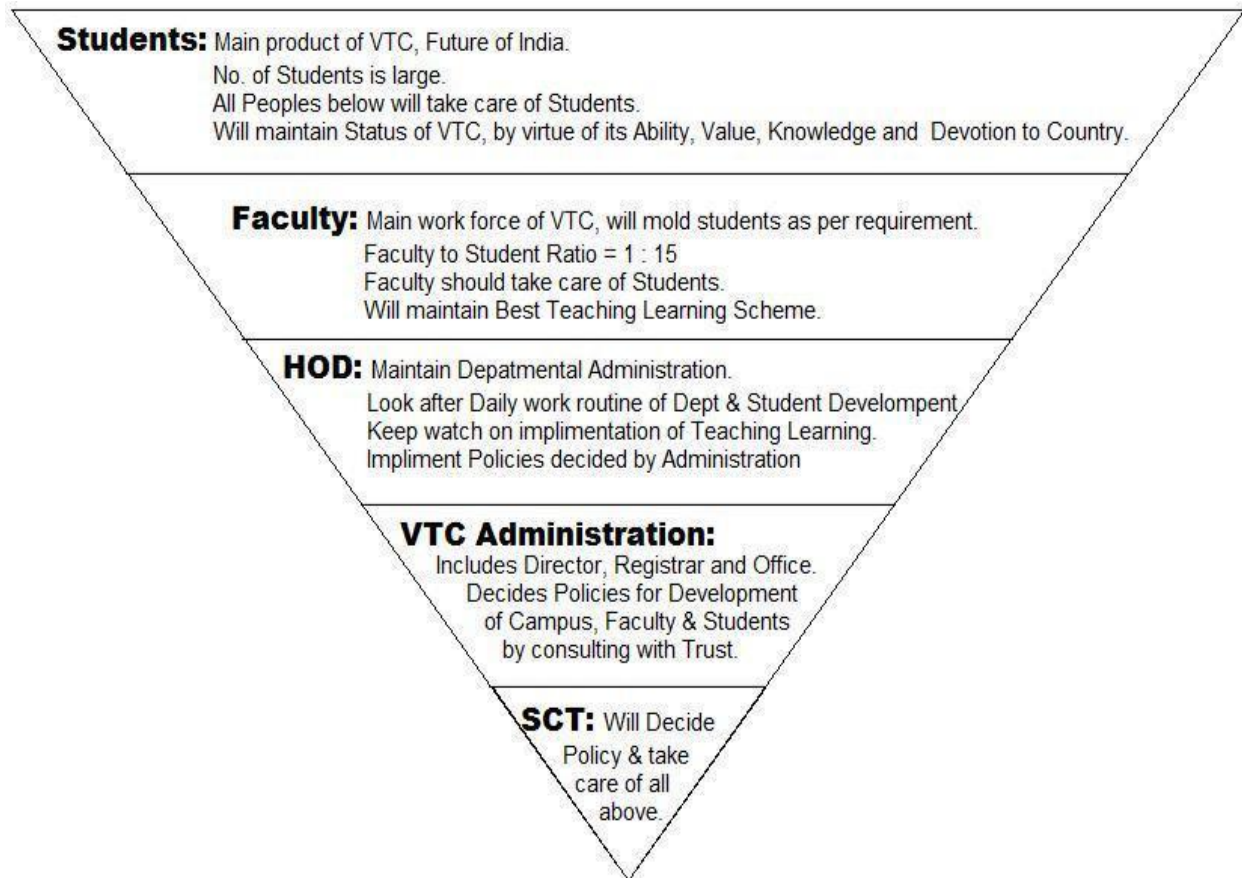 Students: Main product of VTC, Future of India.
No. of Students is large.
All Peoples below will take care of Students.
Will maintain Status of VTC, by virtue of its Ability, Value, Knowledge and Devotion to Country.
Faculty: Main work force of VTC, will mold students as per requirement.
Faculty to Student Ratio = 1 : 15
Faculty should take care of Students.
Will maintain Best Teaching Learning Scheme.
HOD: Maintain Depatmental Administration.
Look after Daily work routine of Dept & Student Develompent
Keep watch on implimentation of Teaching Learning.
Impliment Policies decided by Administration
VTC Administration:
Includes Director, Registrar and Office.
Decides Policies for Development
of Campus, Faculty & Students
by consulting with Trust.
SCT: Will Decide
Policy & take
care of all
above.